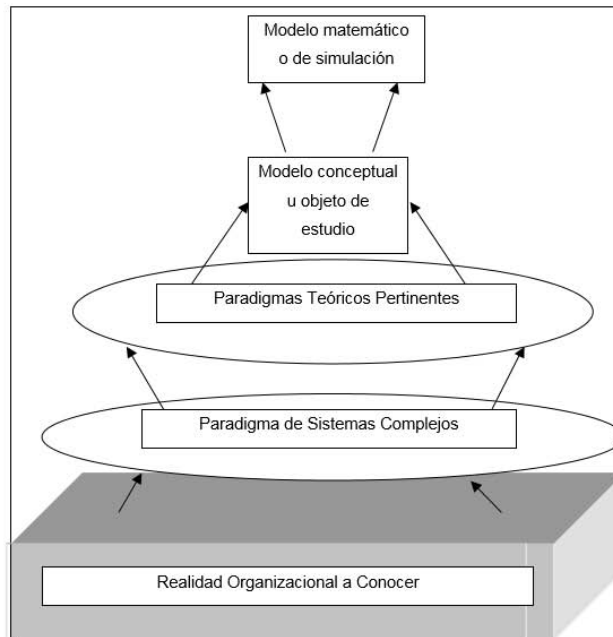 Modelo matemático
o de simulación
Modelo conceptual
u objeto de
estudio
Paradigmas Teóricos Pertinentes
Paradigma de Sistemas Complejos
Realidad Organizacional a Conocer